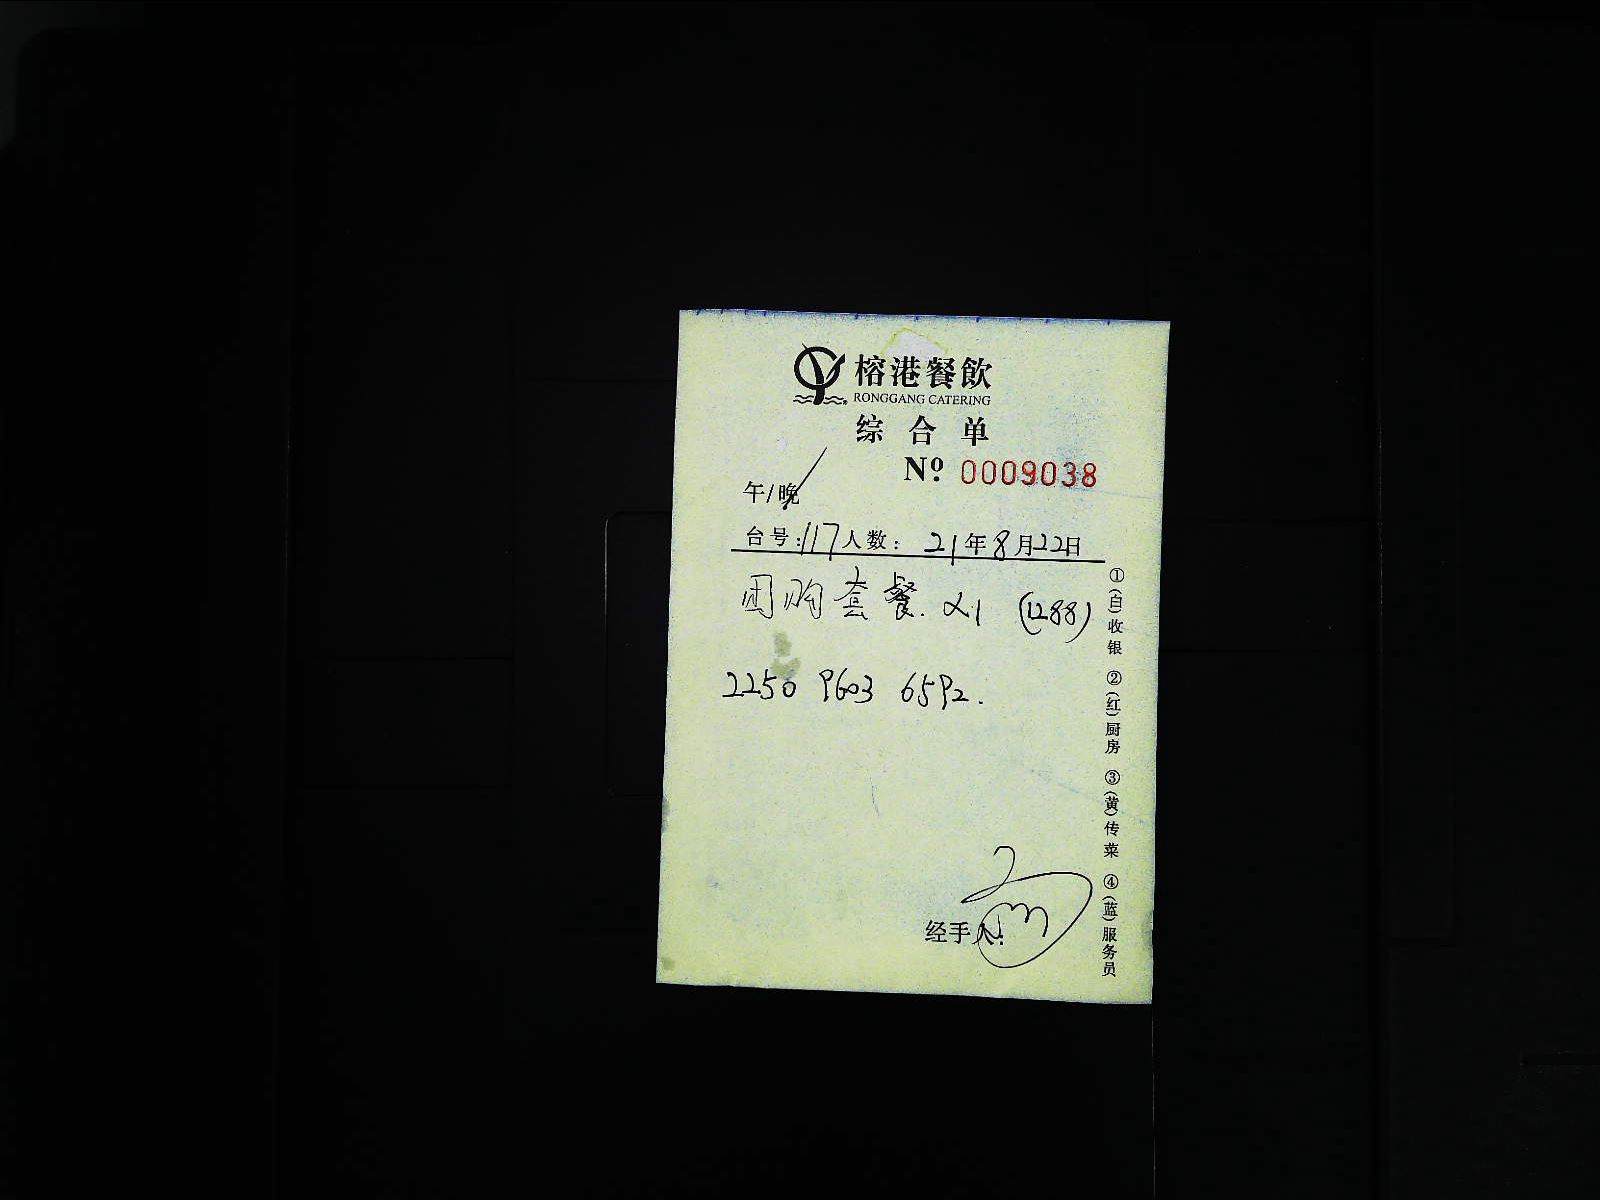 榕港餐飲
RONGGANG CATERING
综合单
Nº 0009038
午/晚
台号:117人数: 21年8月22日
团购套餐. x1 (1288)
2250 9603 6592.
经手人:
①(白)收银 ②(红)厨房 ③(黄)传菜 ④(蓝)服务员